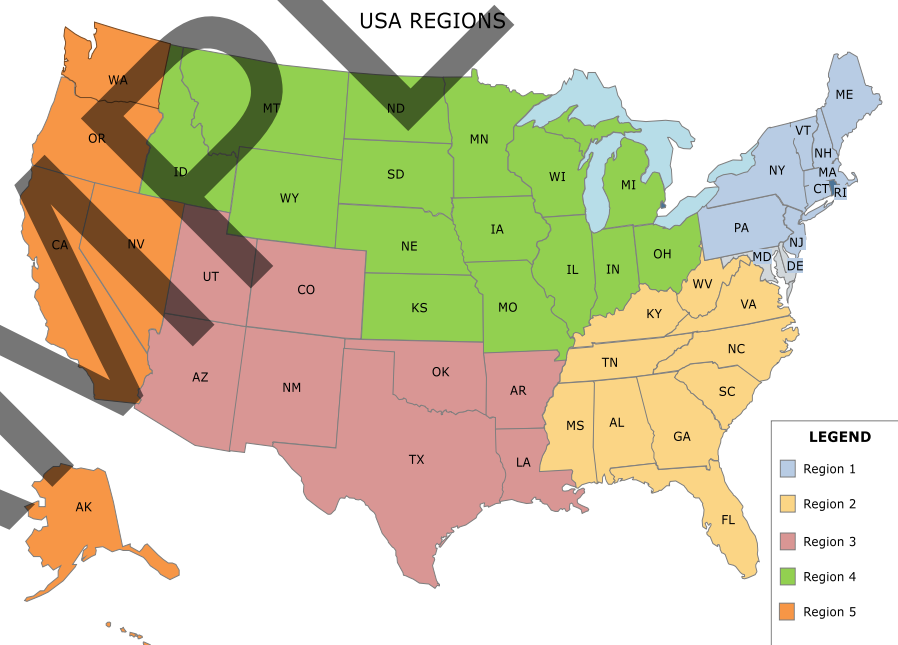 USA REGIONS
WA
OR
MT
ND
MN
ME
VT
NH
MA
CT
RI
NY
ID
WY
SD
WI
MI
CA
NV
NE
IA
PA
NJ
MD
DE
UT
CO
KS
MO
IL
IN
OH
WV
VA
KY
NC
TN
SC
AZ
NM
OK
AR
MS
AL
GA
TX
LA
FL
AK
LEGEND
Region 1
Region 2
Region 3
Region 4
Region 5